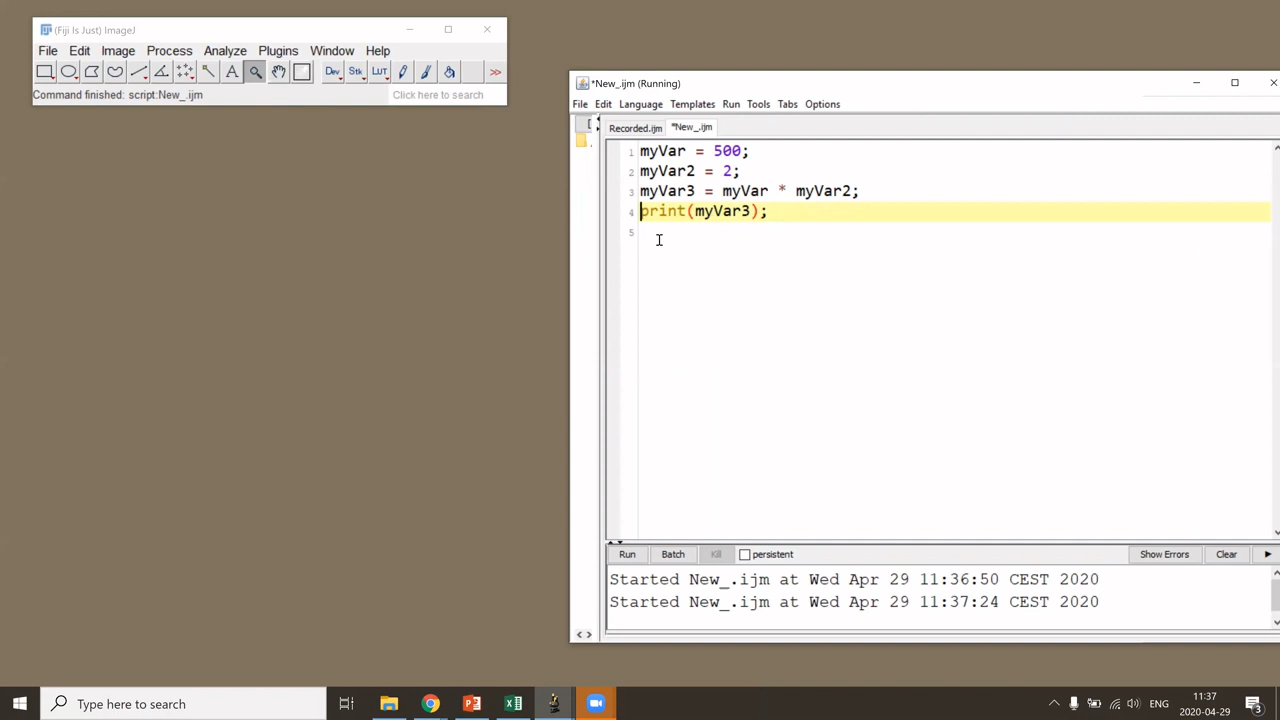 (Fiji Is Just) ImageJ
File Edit Image Process Analyze Plugins Window Help
A Dev Stk LUT >>
Command finished: script:New_.ijm Click here to search
*New_.ijm (Running)
File Edit Language Templates Run Tools Tabs Options
Recorded.ijm *New_.ijm
1 myVar = 500;
2 myVar2 = 2;
3 myVar3 = myVar * myVar2;
4 print(myVar3);
5
Run Batch Kill persistent Show Errors Clear
Started New_.ijm at Wed Apr 29 11:36:50 CEST 2020
Started New_.ijm at Wed Apr 29 11:37:24 CEST 2020
Type here to search
ENG
11:37
2020-04-29
3